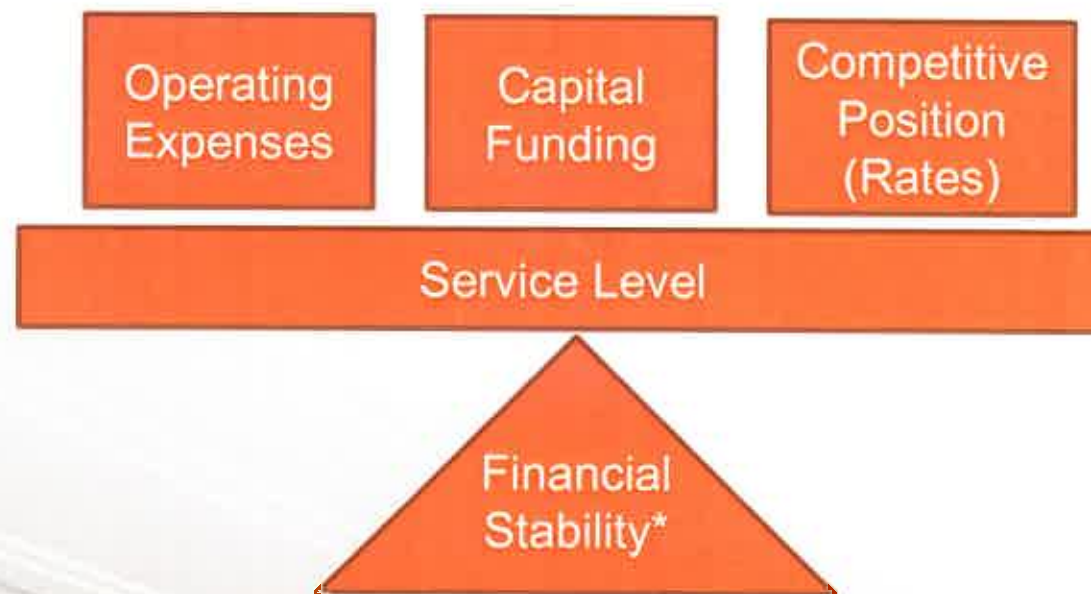 Operating
Expenses
Capital
Funding
Competitive
Position
(Rates)
Service Level
Financial
Stability*